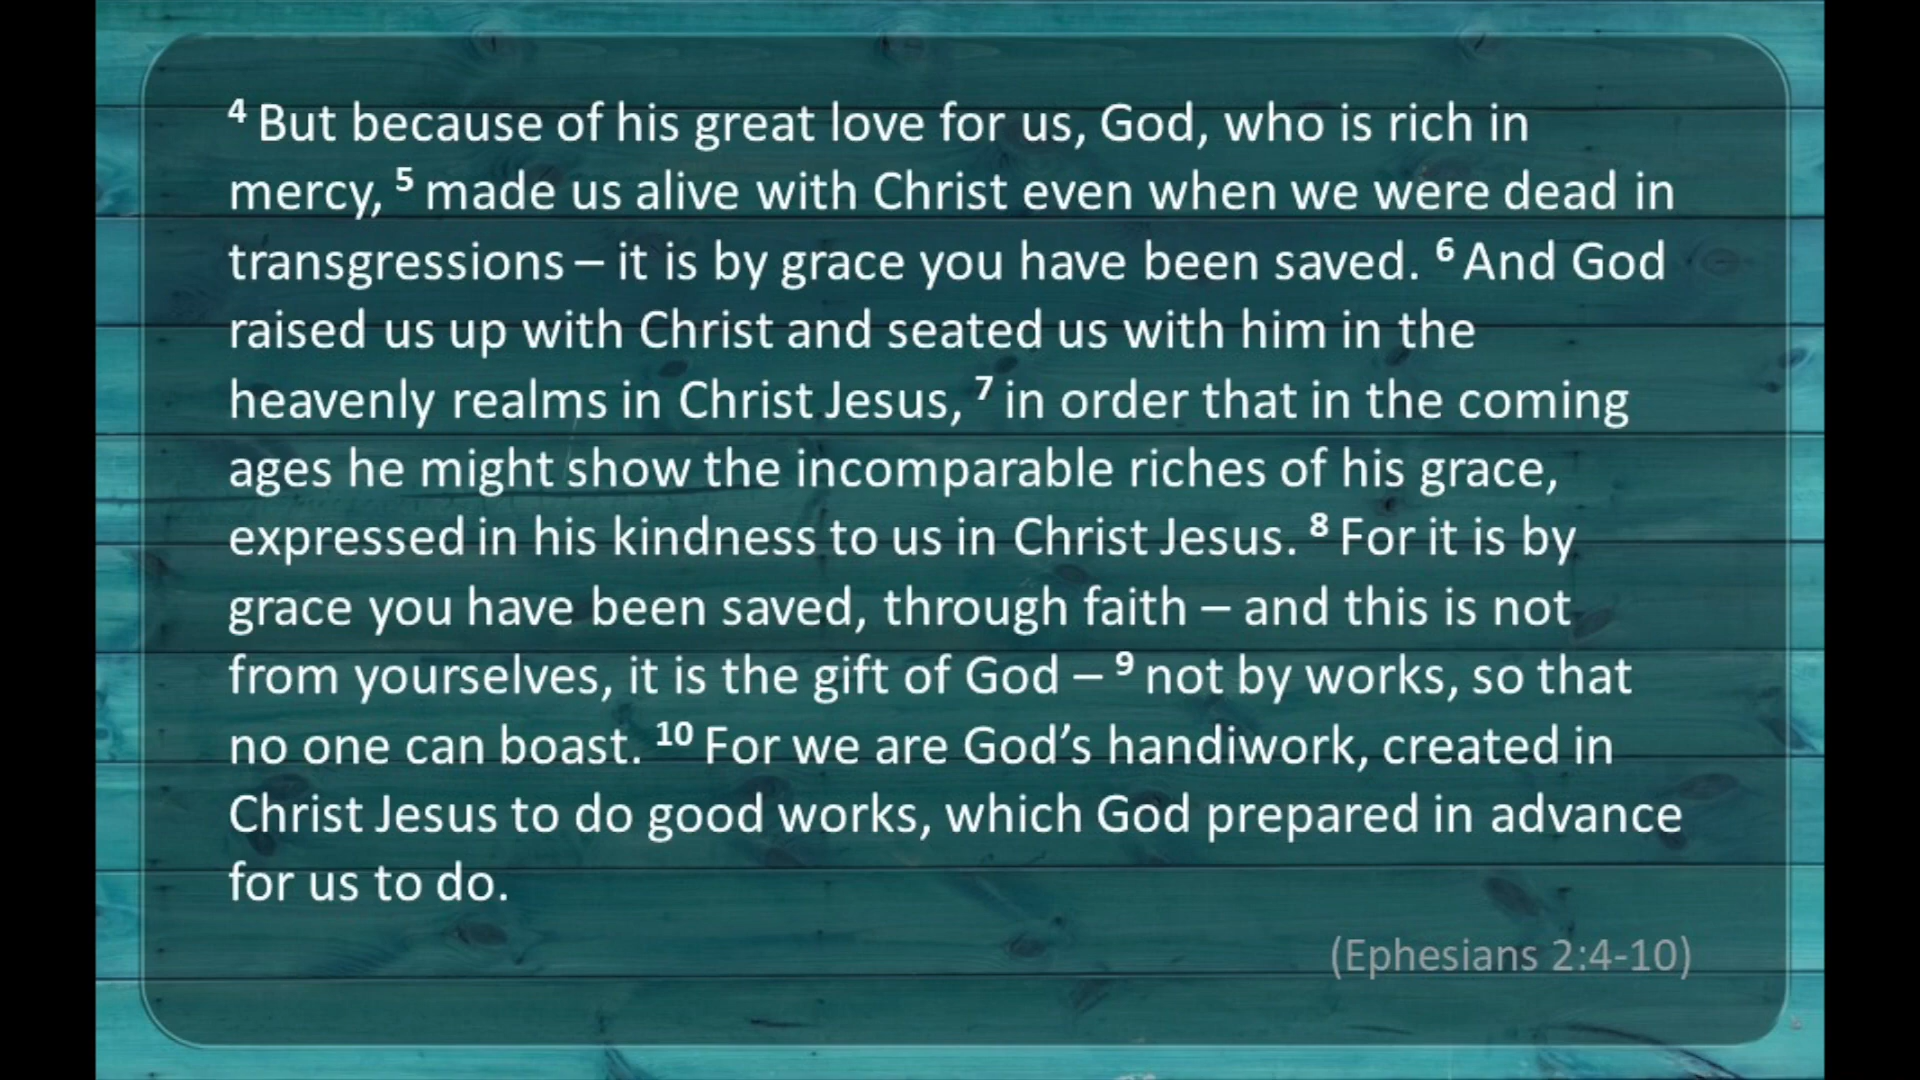 4 But because of his great love for us, God, who is rich in
mercy, 5 made us alive with Christ even when we were dead in
transgressions – it is by grace you have been saved. 6 And God
raised us up with Christ and seated us with him in the
heavenly realms in Christ Jesus, 7 in order that in the coming
ages he might show the incomparable riches of his grace,
expressed in his kindness to us in Christ Jesus. 8 For it is by
grace you have been saved, through faith – and this is not
from yourselves, it is the gift of God – 9 not by works, so that
no one can boast. 10 For we are God’s handiwork, created in
Christ Jesus to do good works, which God prepared in advance
for us to do.
(Ephesians 2:4-10)